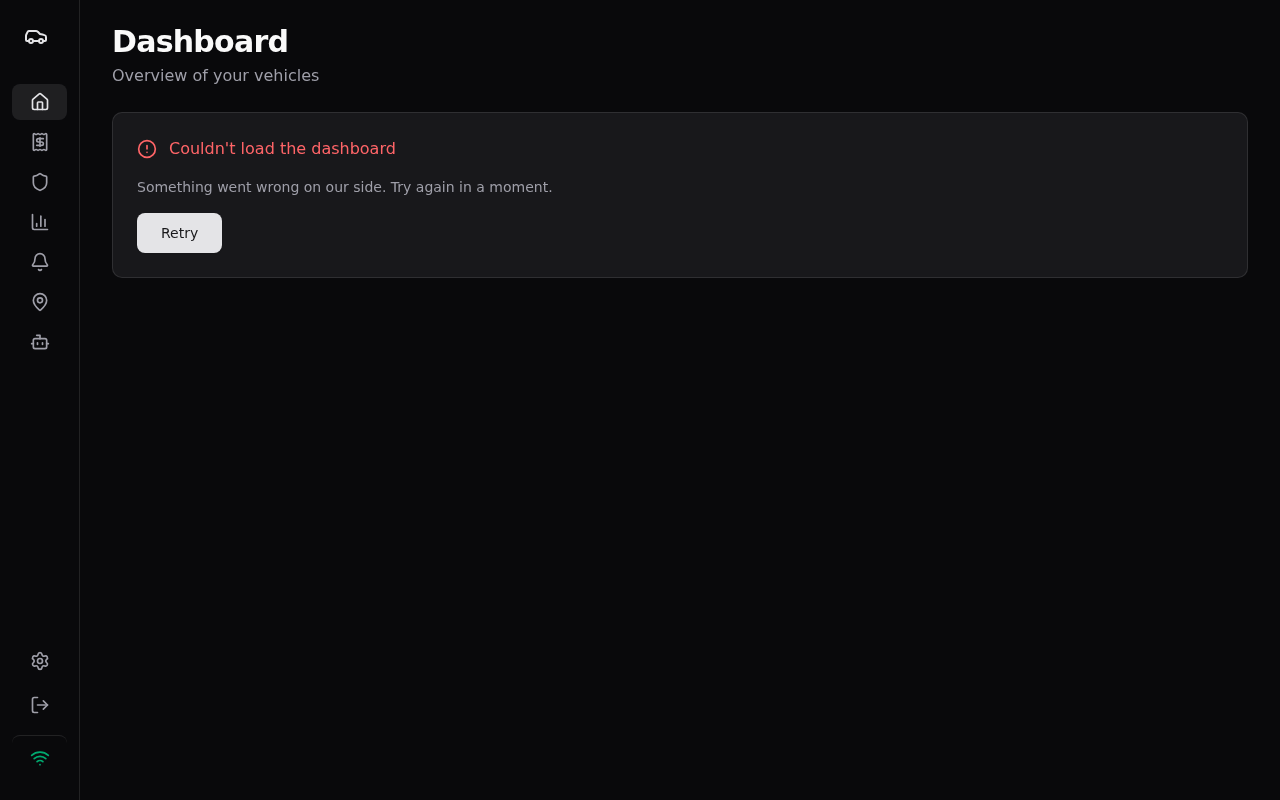 Dashboard
Overview of your vehicles
Couldn't load the dashboard
Something went wrong on our side. Try again in a moment.
Retry